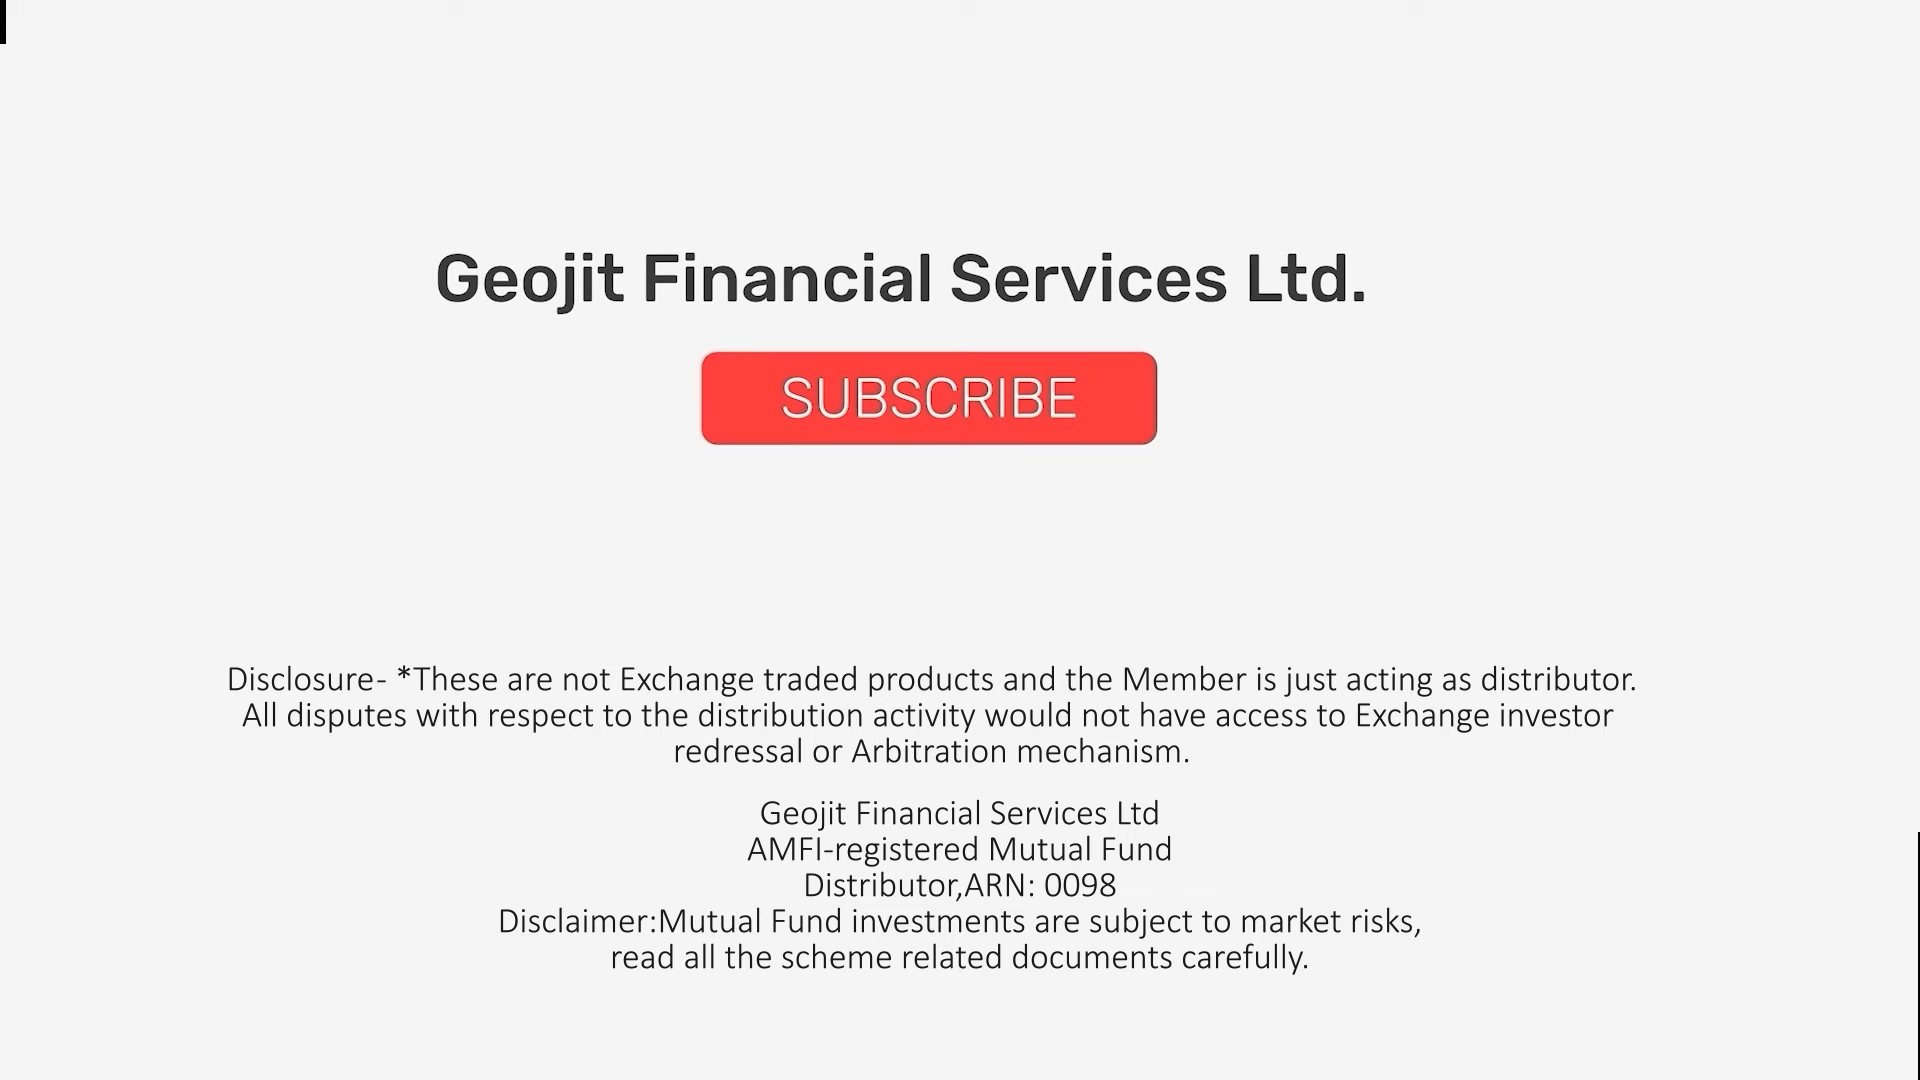 Geojit Financial Services Ltd.
SUBSCRIBE
Disclosure- *These are not Exchange traded products and the Member is just acting as distributor.
All disputes with respect to the distribution activity would not have access to Exchange investor
redressal or Arbitration mechanism.
Geojit Financial Services Ltd
AMFI-registered Mutual Fund
Distributor,ARN: 0098
Disclaimer:Mutual Fund investments are subject to market risks,
read all the scheme related documents carefully.